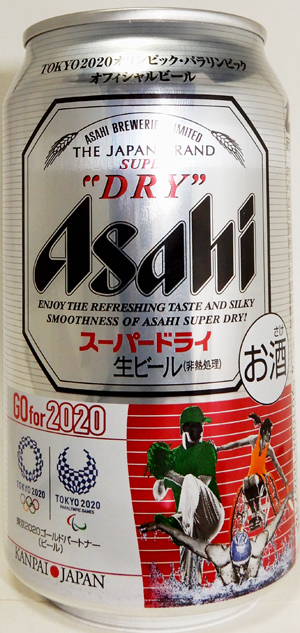 TOKYO2020オリンピック・パラリンピック
オフィシャルビール
ASAHI BREWERIES LIMITED
THE JAPAN BRAND
SUPER
"DRY"
Asahi
ENJOY THE REFRESHING TASTE AND SILKY
SMOOTHNESS OF ASAHI SUPER DRY!
スーパードライ
生ビール(非熱処理)
さけ
お酒
GO for 2020
TOKYO 2020
TOKYO 2020
PARALYMPIC GAMES
東京2020ゴールドパートナー
(ビール)
KANPAI JAPAN